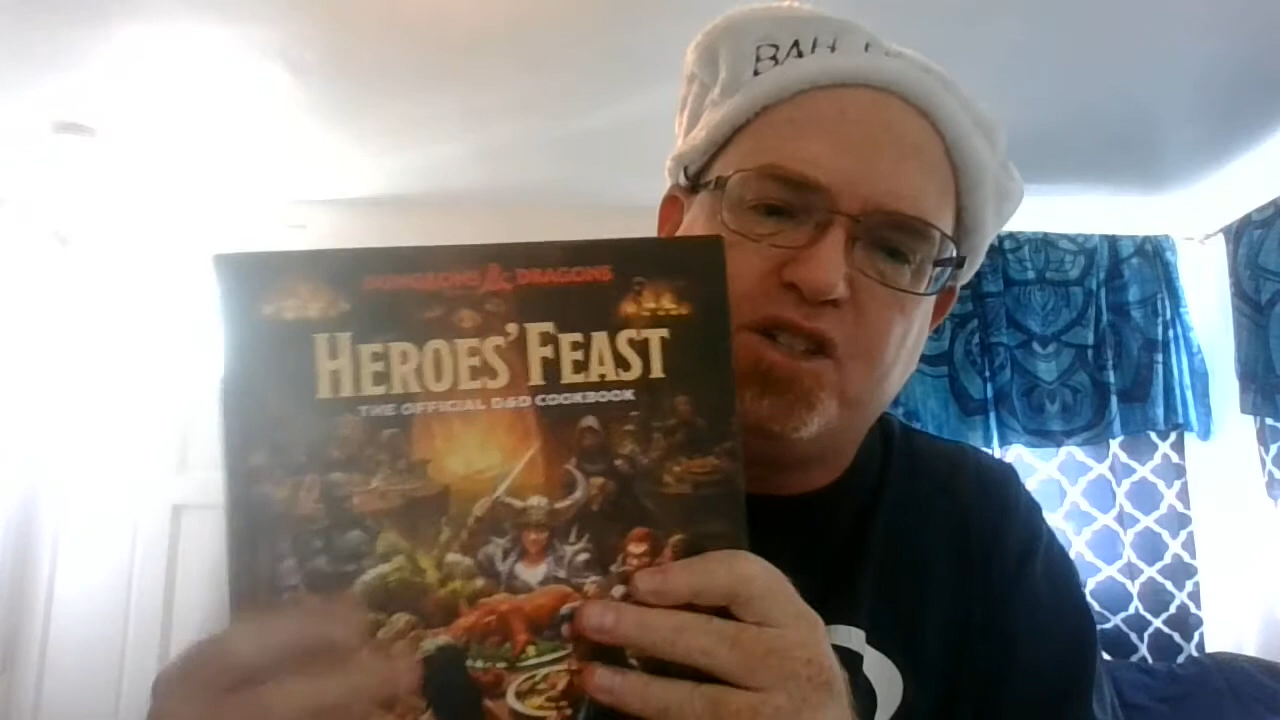 BAH
DUNGEONS & DRAGONS
HEROES' FEAST
THE OFFICIAL D&D COOKBOOK